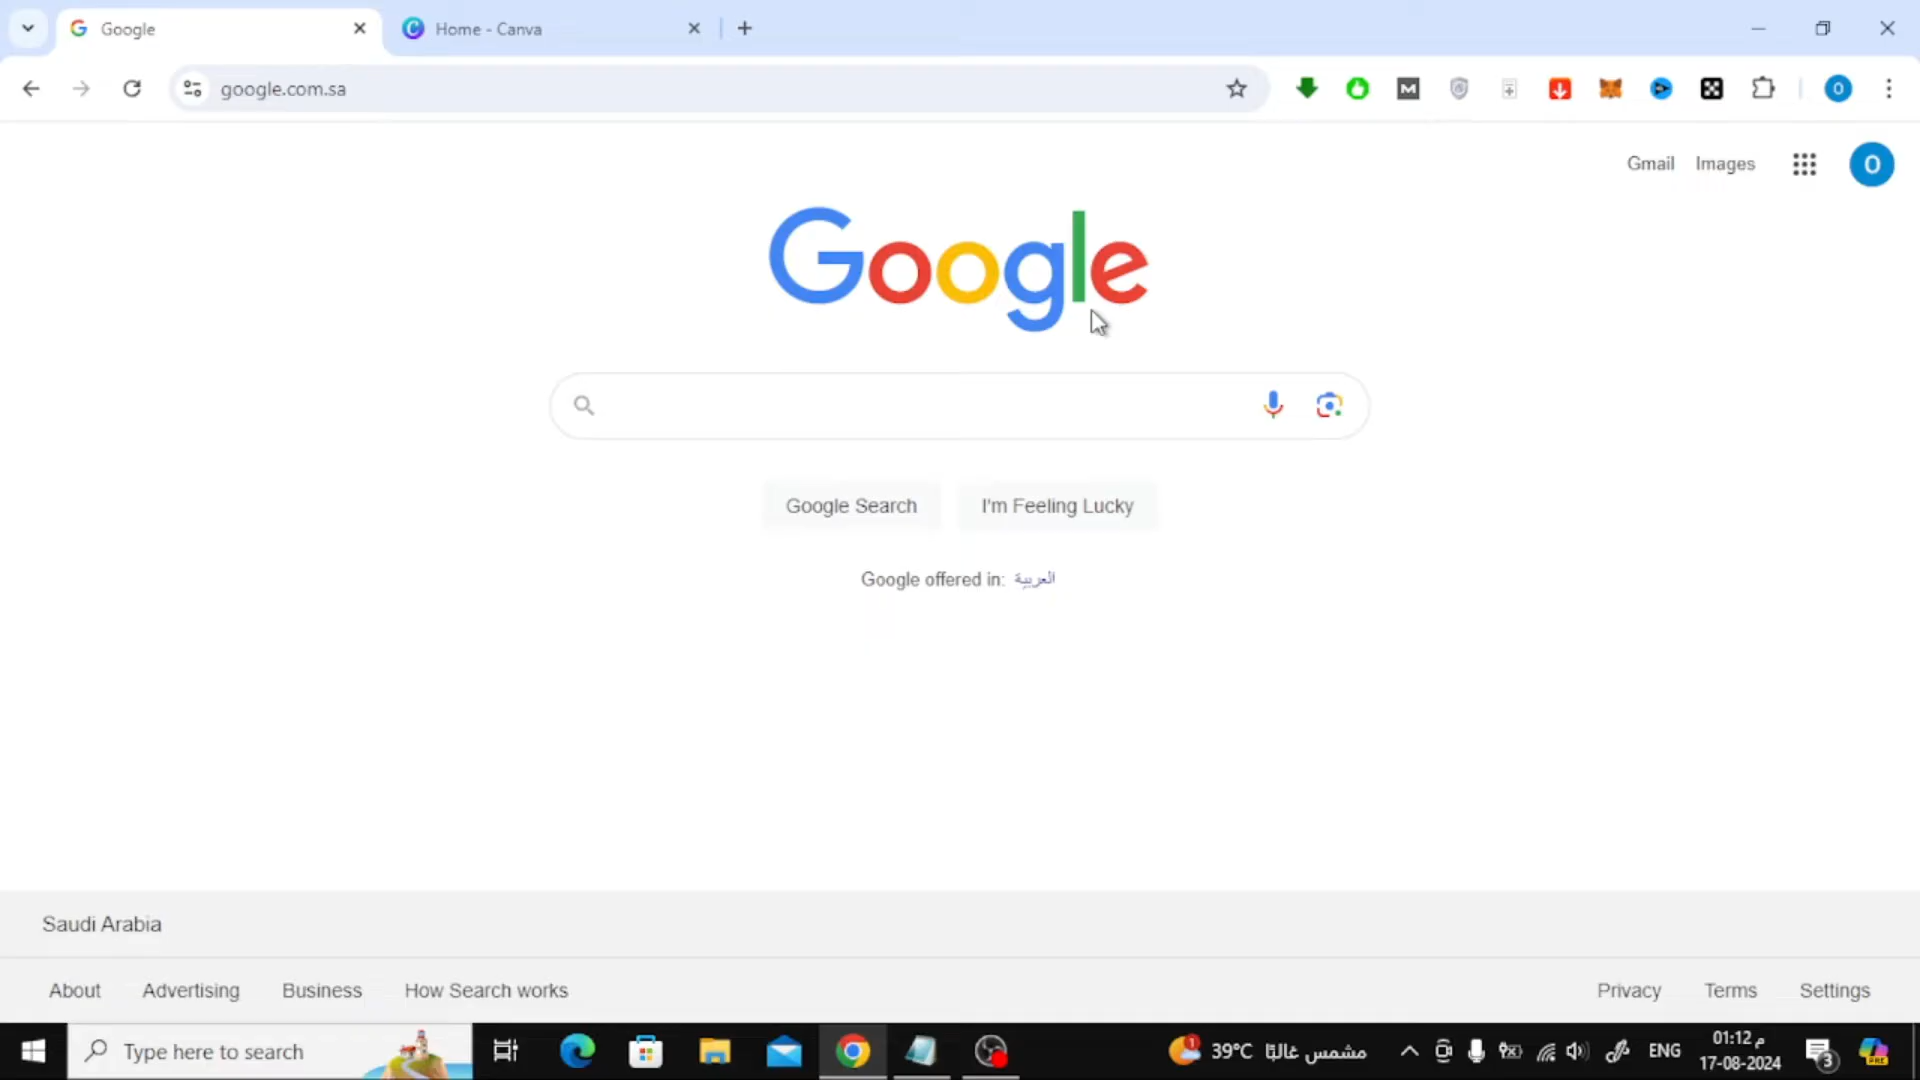 Google
Home - Canva
google.com.sa
Gmail
Images
O
Google
Google Search
I'm Feeling Lucky
Google offered in: العربية
Saudi Arabia
About
Advertising
Business
How Search works
Privacy
Terms
Settings
Type here to search
39°C مشمس غالبًا
ENG
01:12 م
17-08-2024
3